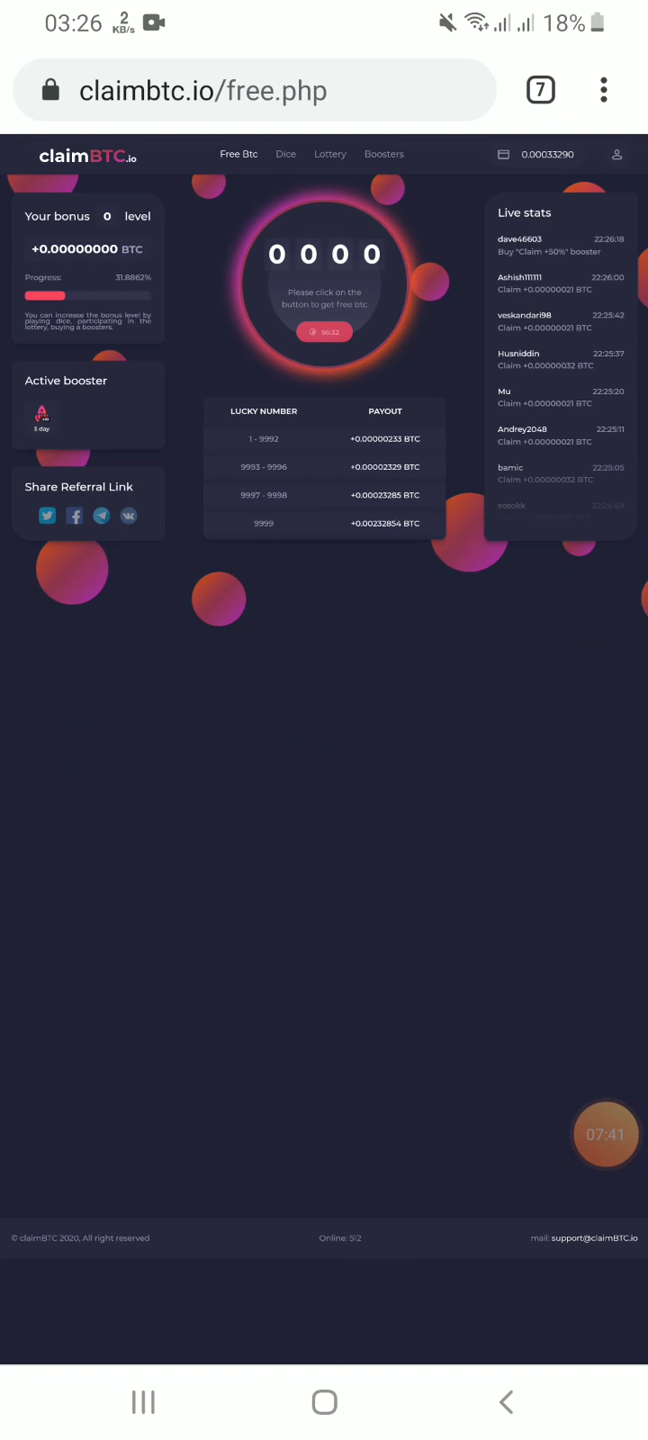 03:26 2 KB/s 18%
claimbtc.io/free.php 7
claimBTC.io Free Btc Dice Lottery Boosters 0.00033290
Your bonus 0 level
+0.00000000 BTC
Progress: 31.8862%
You can increase the bonus level by
playing dice, participating in the
lottery, buying a boosters.
Active booster
5 day
Share Referral Link
0 0 0 0
Please click on the
button to get free btc
56:32
LUCKY NUMBER PAYOUT
1 - 9992 +0.00000233 BTC
9993 - 9996 +0.00002329 BTC
9997 - 9998 +0.00023285 BTC
9999 +0.00232854 BTC
Live stats
dave46603 22:26:18
Buy "Claim +50%" booster
Ashish111111 22:26:00
Claim +0.00000021 BTC
veskandari98 22:25:42
Claim +0.00000021 BTC
Husniddin 22:25:37
Claim +0.00000032 BTC
Mu 22:25:20
Claim +0.00000021 BTC
Andrey2048 22:25:11
Claim +0.00000021 BTC
bamic 22:25:05
Claim +0.00000032 BTC
sosokk 22:24:49
07:41
© claimBTC 2020, All right reserved Online: 512 mail: support@claimBTC.io